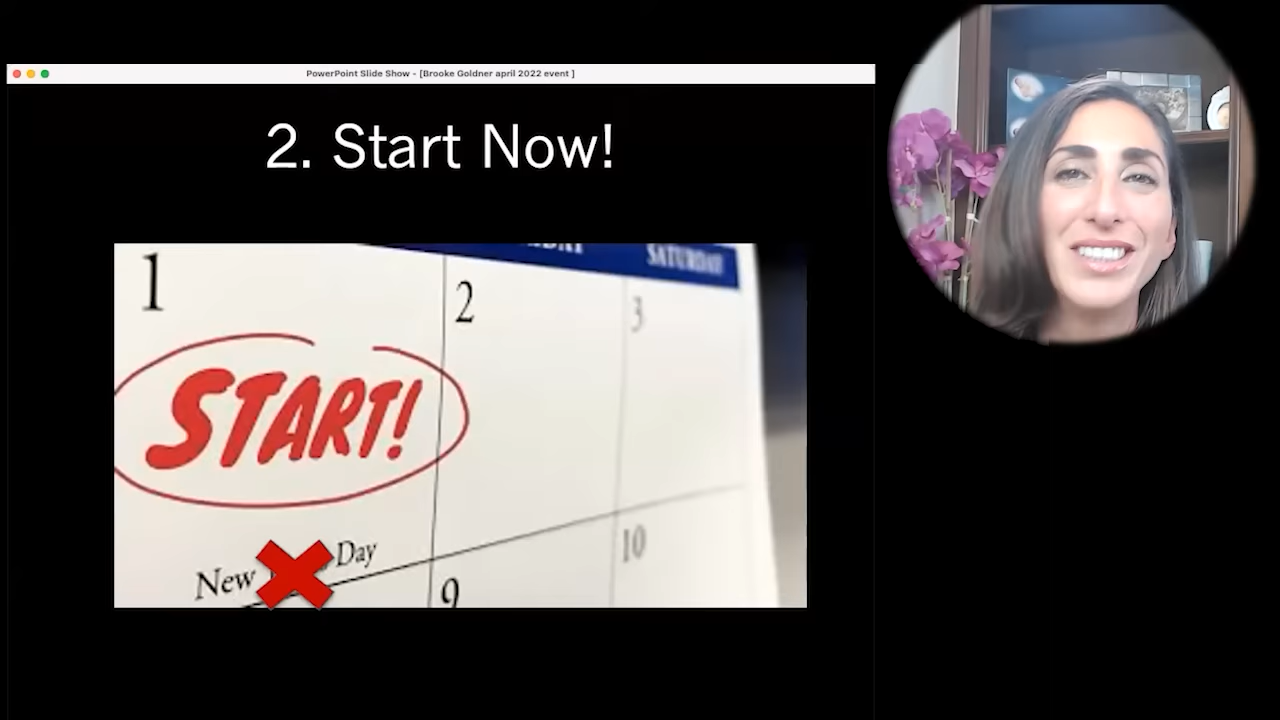 PowerPoint Slide Show - [Brooke Goldner april 2022 event ]
2. Start Now!
SATURDAY
1
2
3
START!
New Day
9
10